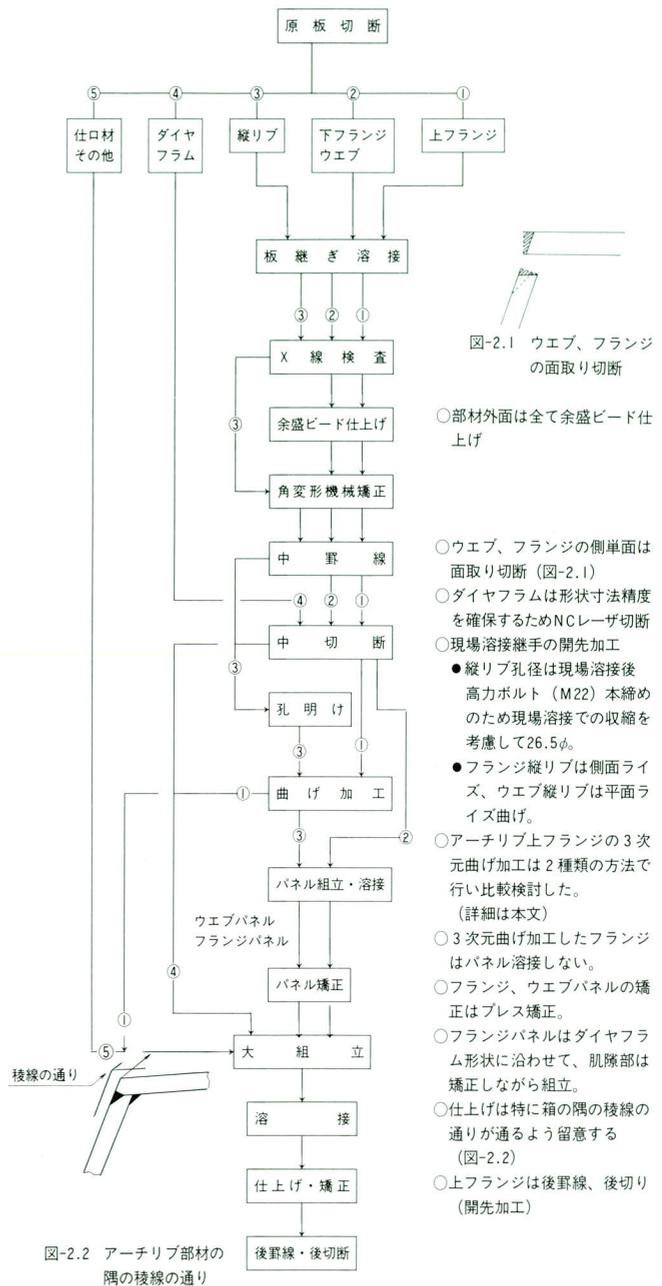 原板切断
⑤ ④ ③ ② ①
仕口材
その他
ダイヤ
フラム
縦リブ
下フランジ
ウエブ
上フランジ
板継ぎ溶接
③ ② ①
X線検査
③
余盛ビード仕上げ
角変形機械矯正
中罫線
④ ② ①
中切断
③
孔明け
③ ①
曲げ加工
①
③ ②
パネル組立・溶接
ウエブパネル
フランジパネル
④
パネル矯正
①
⑤
大組立
稜線の通り
溶接
仕上げ・矯正
後罫線・後切断
図-2.2 アーチリブ部材の
隅の稜線の通り
図-2.1 ウエブ、フランジ
の面取り切断
○部材外面は全て余盛ビード仕
上げ
○ウエブ、フランジの側単面は
面取り切断（図-2.1）
○ダイヤフラムは形状寸法精度
を確保するためNCレーザ切断
○現場溶接継手の開先加工
●縦リブ孔径は現場溶接後
高力ボルト（M22）本締め
のため現場溶接での収縮を
考慮して26.5φ。
●フランジ縦リブは側面ライ
ズ、ウエブ縦リブは平面ラ
イズ曲げ。
○アーチリブ上フランジの3次
元曲げ加工は2種類の方法で
行い比較検討した。
（詳細は本文）
○3次元曲げ加工したフランジ
はパネル溶接しない。
○フランジ、ウエブパネルの矯
正はプレス矯正。
○フランジパネルはダイヤフラ
ム形状に沿わせて、肌隙部は
矯正しながら組立。
○仕上げは特に箱の隅の稜線の
通りが通るよう留意する
（図-2.2）
○上フランジは後罫線、後切り
（開先加工）